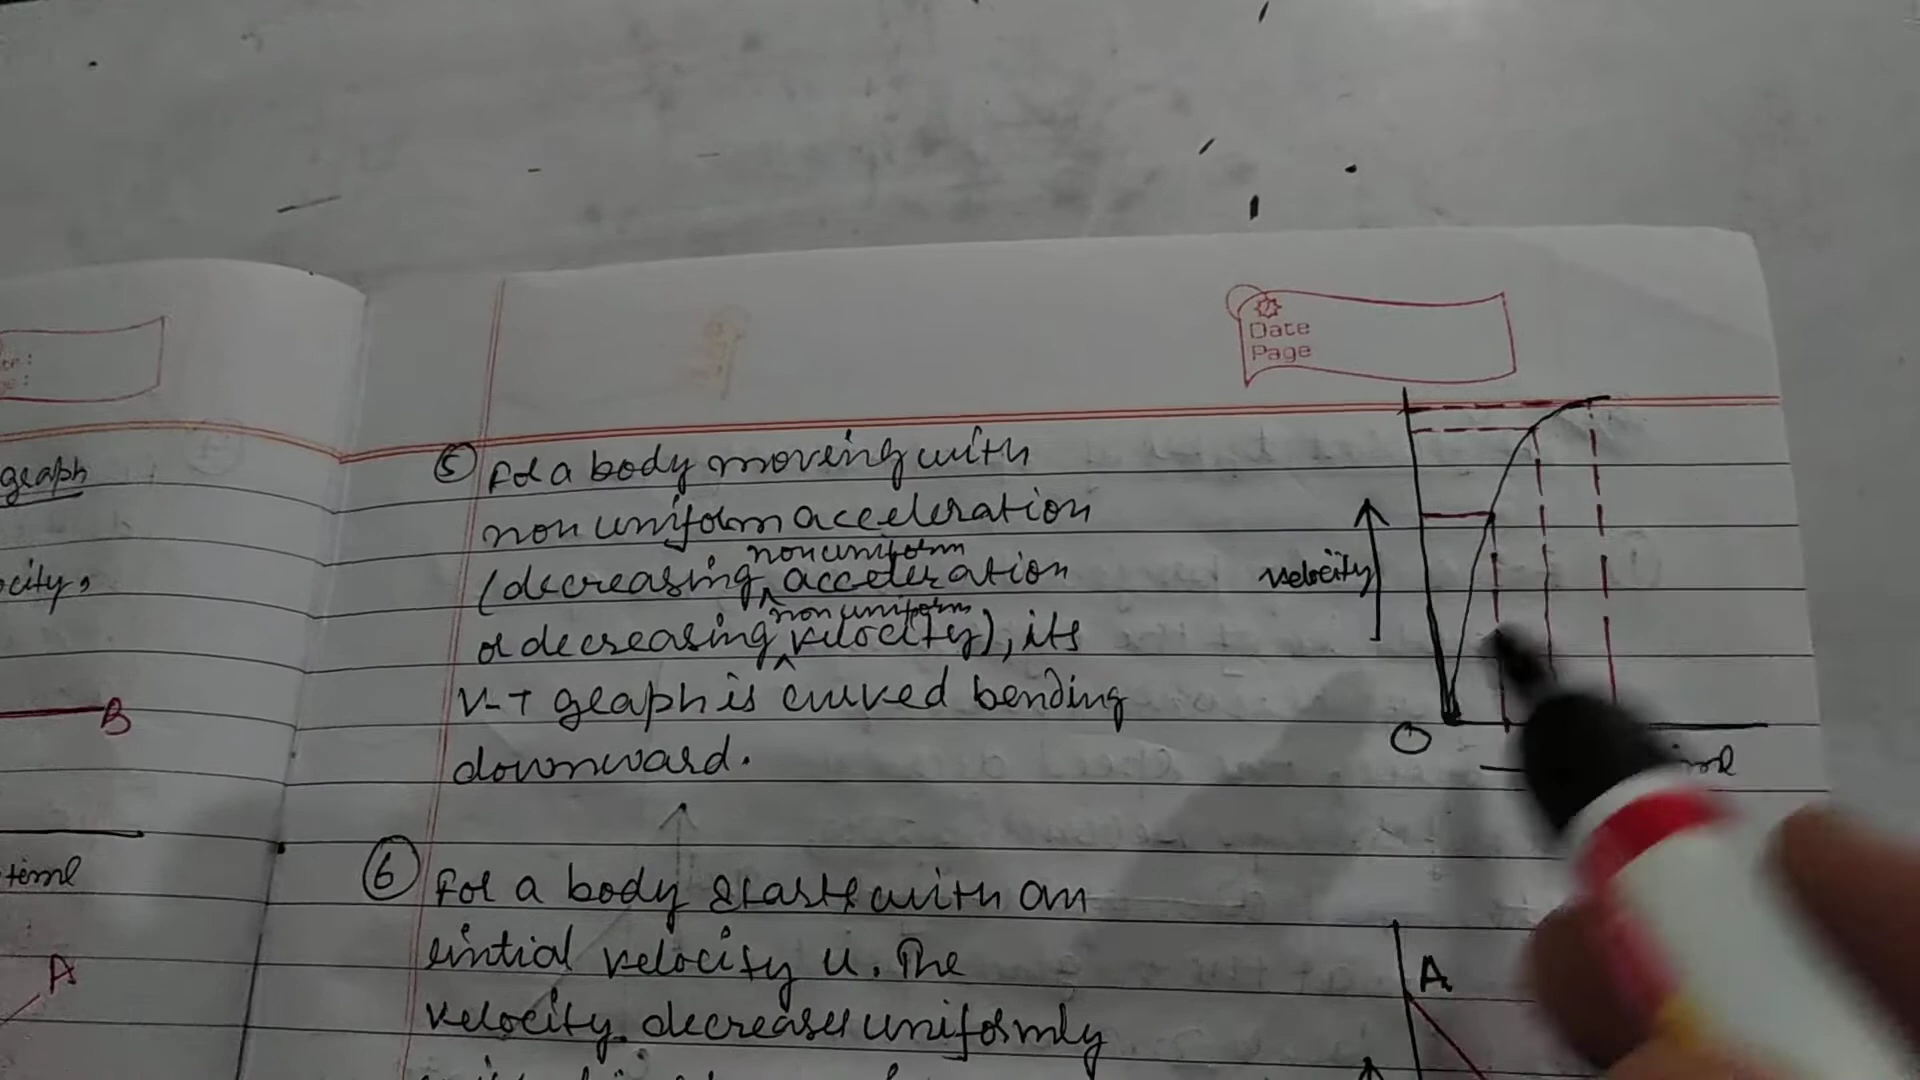 Date
Page
graph
ocity,
B
time
A
⑤ For a body moving with
non uniform acceleration
non uniform
(decreasing ^ acceleration
non uniform
or decreasing ^ velocity), its
V-T graph is curved bending
downward.
velocity
O
⑥ For a body starts with an
eintial velocity u. The
velocity decreases uniformly
A